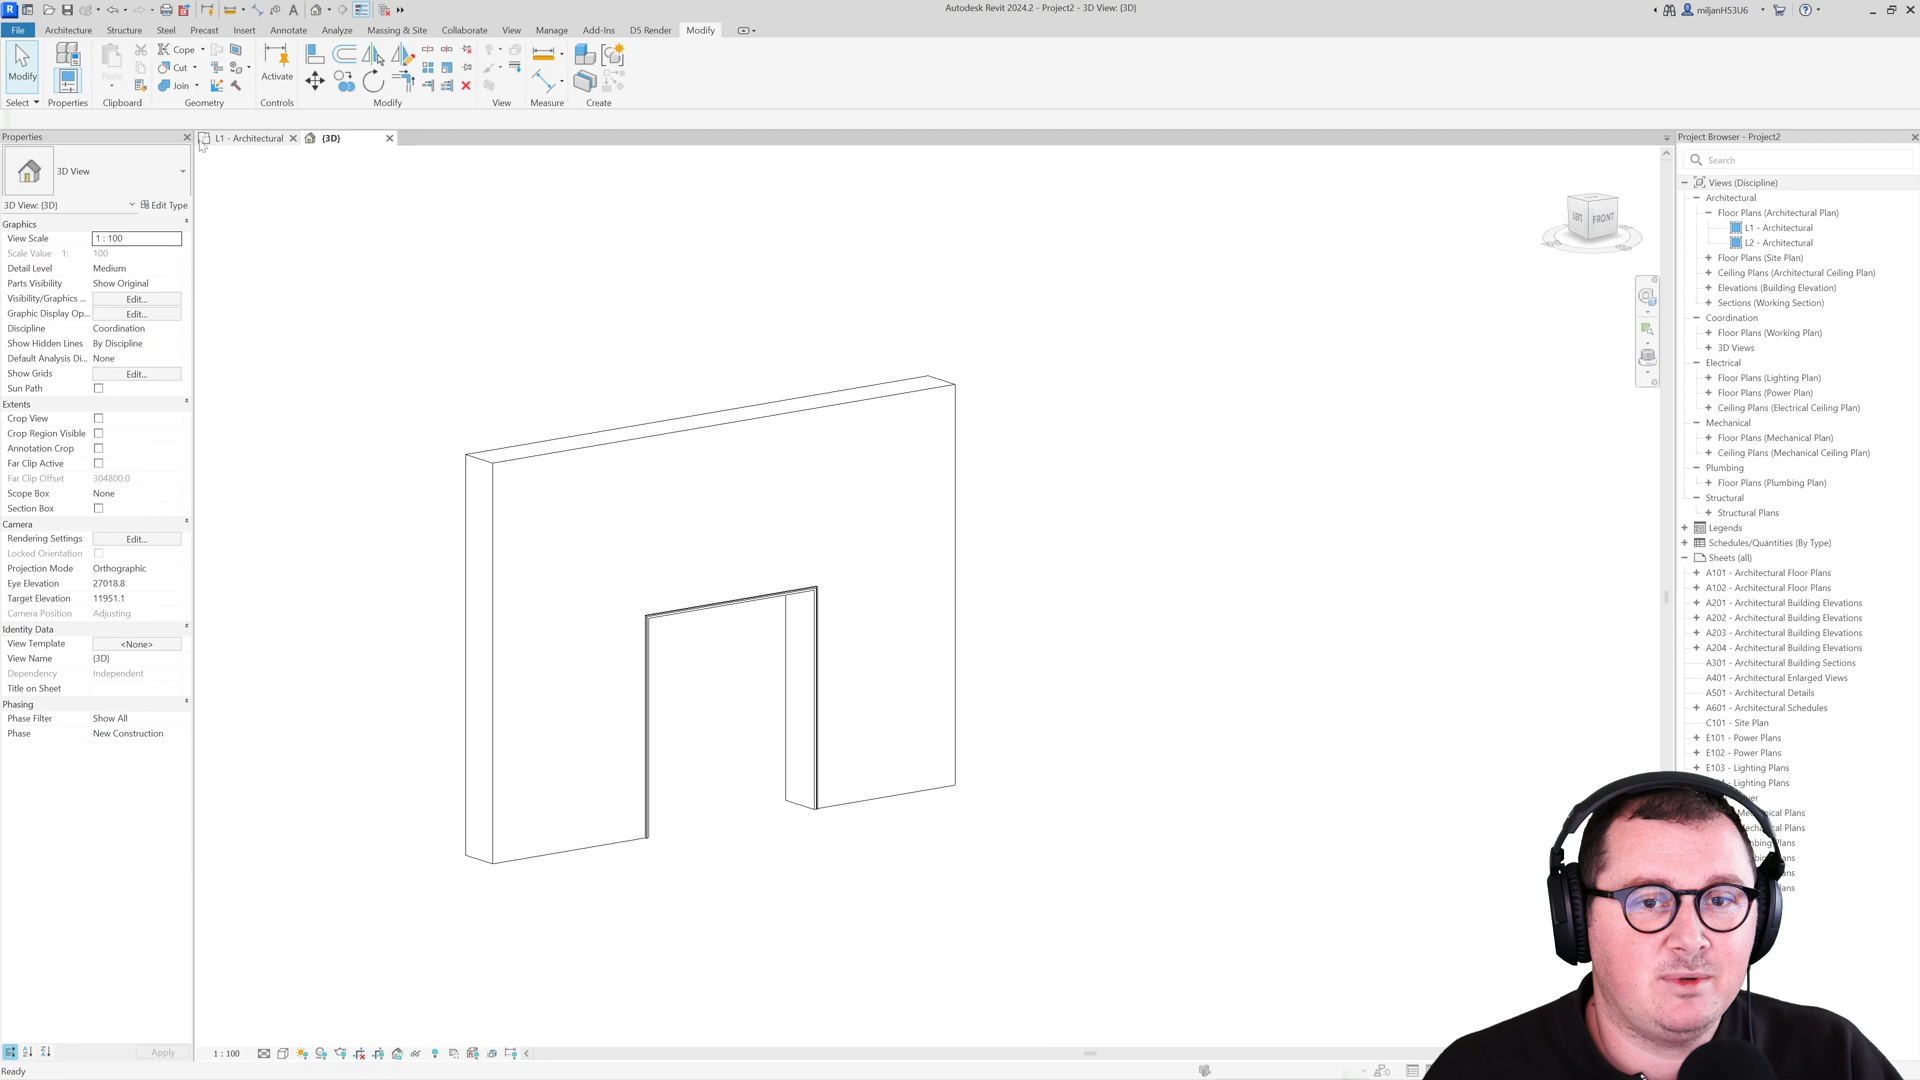 Autodesk Revit 2024.2 - Project2 - 3D View: {3D}
miljanH53U6
File
Architecture
Structure
Steel
Precast
Insert
Annotate
Analyze
Massing & Site
Collaborate
View
Manage
Add-Ins
D5 Render
Modify
Modify
Paste
Cope
Cut
Join
Activate
Select
Properties
Clipboard
Geometry
Controls
Modify
View
Measure
Create
Properties
L1 - Architectural
{3D}
3D View
3D View: {3D}
Edit Type
Graphics
View Scale 1 : 100
Scale Value 1: 100
Detail Level Medium
Parts Visibility Show Original
Visibility/Graphics ... Edit...
Graphic Display Op... Edit...
Discipline Coordination
Show Hidden Lines By Discipline
Default Analysis Di... None
Show Grids Edit...
Sun Path
Extents
Crop View
Crop Region Visible
Annotation Crop
Far Clip Active
Far Clip Offset 304800.0
Scope Box None
Section Box
Camera
Rendering Settings Edit...
Locked Orientation
Projection Mode Orthographic
Eye Elevation 27018.8
Target Elevation 11951.1
Camera Position Adjusting
Identity Data
View Template <None>
View Name {3D}
Dependency Independent
Title on Sheet
Phasing
Phase Filter Show All
Phase New Construction
Apply
Ready
LEFT
FRONT
1 : 100
:0
Project Browser - Project2
Search
Views (Discipline)
Architectural
Floor Plans (Architectural Plan)
L1 - Architectural
L2 - Architectural
Floor Plans (Site Plan)
Ceiling Plans (Architectural Ceiling Plan)
Elevations (Building Elevation)
Sections (Working Section)
Coordination
Floor Plans (Working Plan)
3D Views
Electrical
Floor Plans (Lighting Plan)
Floor Plans (Power Plan)
Ceiling Plans (Electrical Ceiling Plan)
Mechanical
Floor Plans (Mechanical Plan)
Ceiling Plans (Mechanical Ceiling Plan)
Plumbing
Floor Plans (Plumbing Plan)
Structural
Structural Plans
Legends
Schedules/Quantities (By Type)
Sheets (all)
A101 - Architectural Floor Plans
A102 - Architectural Floor Plans
A201 - Architectural Building Elevations
A202 - Architectural Building Elevations
A203 - Architectural Building Elevations
A204 - Architectural Building Elevations
A301 - Architectural Building Sections
A401 - Architectural Enlarged Views
A501 - Architectural Details
A601 - Architectural Schedules
C101 - Site Plan
E101 - Power Plans
E102 - Power Plans
E103 - Lighting Plans
- Lighting Plans
Plans
Plans
Plans